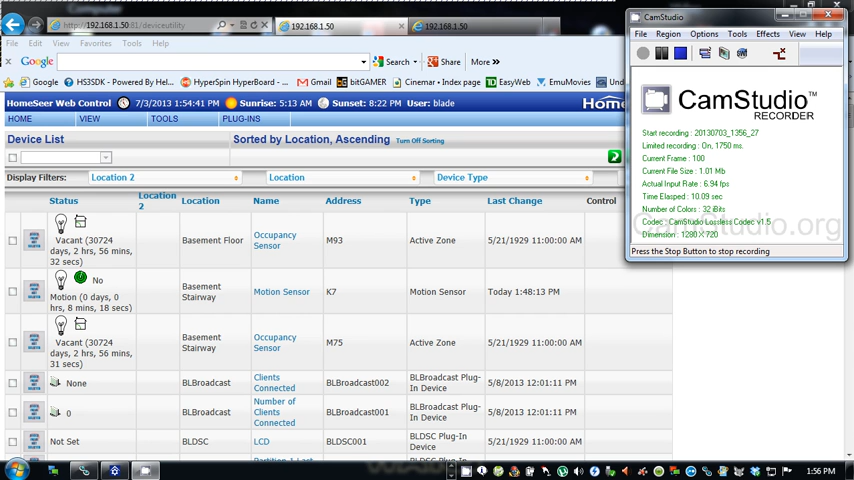 http://192.168.1.50:81/deviceutility
192.168.1.50
192.168.1.50
File Edit View Favorites Tools Help
Google
Search
Share
More »
Google
HS3SDK - Powered By Hel...
HyperSpin HyperBoard - ...
Gmail
bitGAMER
Cinemar • Index page
EasyWeb
EmuMovies
Und
HomeSeer Web Control
7/3/2013 1:54:41 PM
Sunrise: 5:13 AM
Sunset: 8:22 PM
User: blade
Home
HOME VIEW TOOLS PLUG-INS
Device List
Sorted by Location, Ascending
Turn Off Sorting
Display Filters:
Location 2
Location
Device Type
Status Location 2 Location Name Address Type Last Change Control
Vacant (30724 days, 2 hrs, 56 mins, 32 secs)
Basement Floor
Occupancy Sensor
M93
Active Zone
5/21/1929 11:00:00 AM
No Motion (0 days, 0 hrs, 8 mins, 18 secs)
Basement Stairway
Motion Sensor
K7
Motion Sensor
Today 1:48:13 PM
Vacant (30724 days, 2 hrs, 56 mins, 31 secs)
Basement Stairway
Occupancy Sensor
M75
Active Zone
5/21/1929 11:00:00 AM
None
BLBroadcast
Clients Connected
BLBroadcast002
BLBroadcast Plug-In Device
5/8/2013 12:01:11 PM
0
BLBroadcast
Number of Clients Connected
BLBroadcast001
BLBroadcast Plug-In Device
5/8/2013 12:01:11 PM
Not Set
BLDSC
LCD
BLDSC001
BLDSC Plug-In Device
5/21/1929 11:00:00 AM
Partition 1 Last
CamStudio
File Region Options Tools Effects View Help
CamStudio™
RECORDER
Start recording : 20130703_1356_27
Limited recording : On, 1750 ms.
Current Frame : 100
Current File Size : 1.01 Mb
Actual Input Rate : 6.94 fps
Time Elasped : 10.09 sec
Number of Colors : 32 Bits
Codec : CamStudio Lossless Codec v1.5
Dimension : 1280 X 720
CamStudio.org
Press the Stop Button to stop recording
1:56 PM